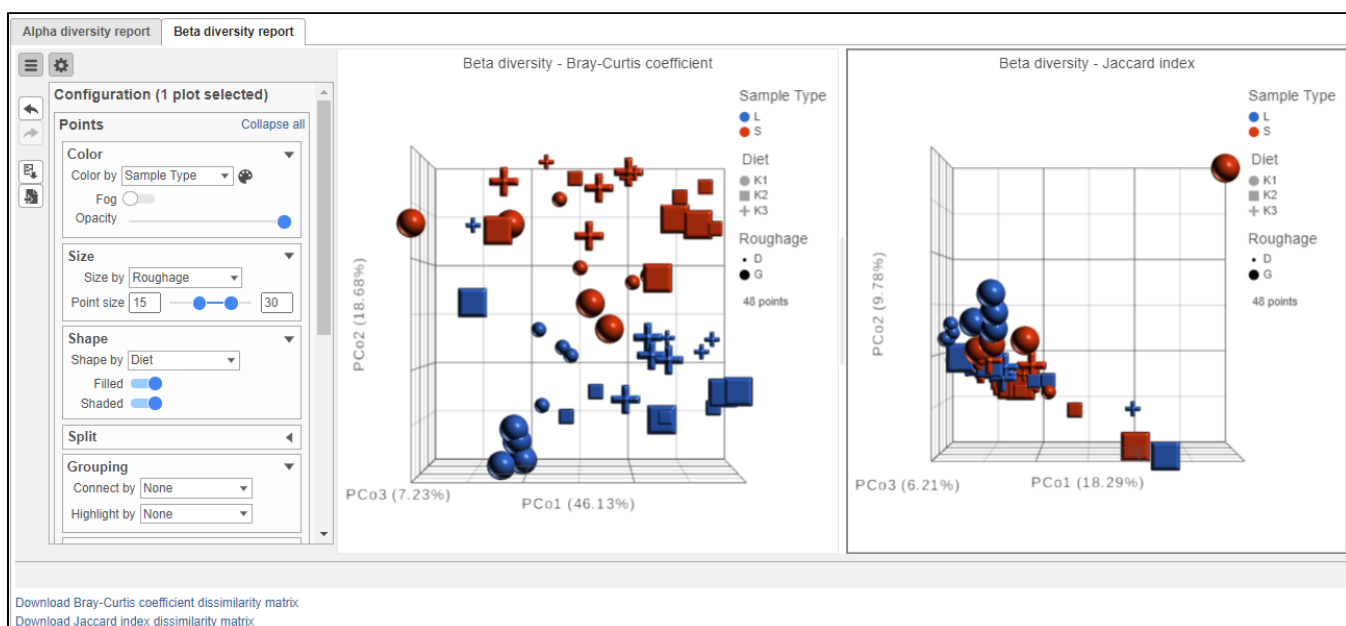 Alpha diversity report
Beta diversity report
Configuration (1 plot selected)
Points
Collapse all
Color
Color by Sample Type
Fog
Opacity
Size
Size by Roughage
Point size 15 30
Shape
Shape by Diet
Filled
Shaded
Split
Grouping
Connect by None
Highlight by None
Beta diversity - Bray-Curtis coefficient
Sample Type
L
S
Diet
K1
K2
K3
Roughage
D
G
48 points
PCo2 (18.68%)
PCo3 (7.23%)
PCo1 (46.13%)
Beta diversity - Jaccard index
Sample Type
L
S
Diet
K1
K2
K3
Roughage
D
G
48 points
PCo2 (9.78%)
PCo3 (6.21%)
PCo1 (18.29%)
Download Bray-Curtis coefficient dissimilarity matrix
Download Jaccard index dissimilarity matrix